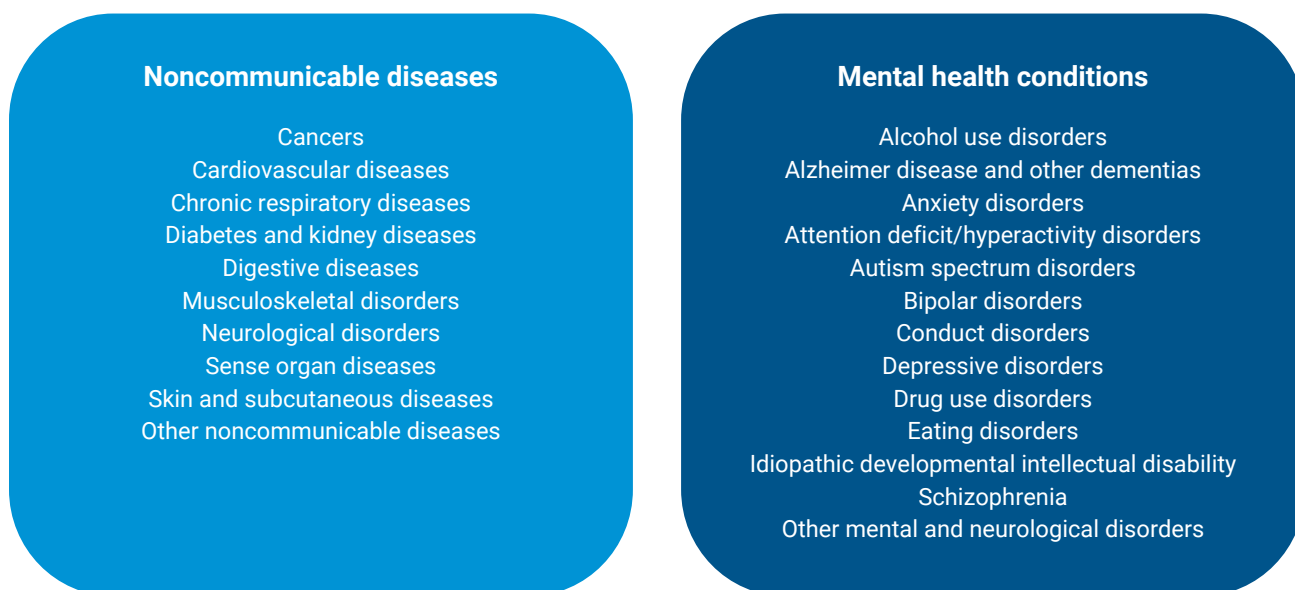 Noncommunicable diseases
Cancers
Cardiovascular diseases
Chronic respiratory diseases
Diabetes and kidney diseases
Digestive diseases
Musculoskeletal disorders
Neurological disorders
Sense organ diseases
Skin and subcutaneous diseases
Other noncommunicable diseases
Mental health conditions
Alcohol use disorders
Alzheimer disease and other dementias
Anxiety disorders
Attention deficit/hyperactivity disorders
Autism spectrum disorders
Bipolar disorders
Conduct disorders
Depressive disorders
Drug use disorders
Eating disorders
Idiopathic developmental intellectual disability
Schizophrenia
Other mental and neurological disorders